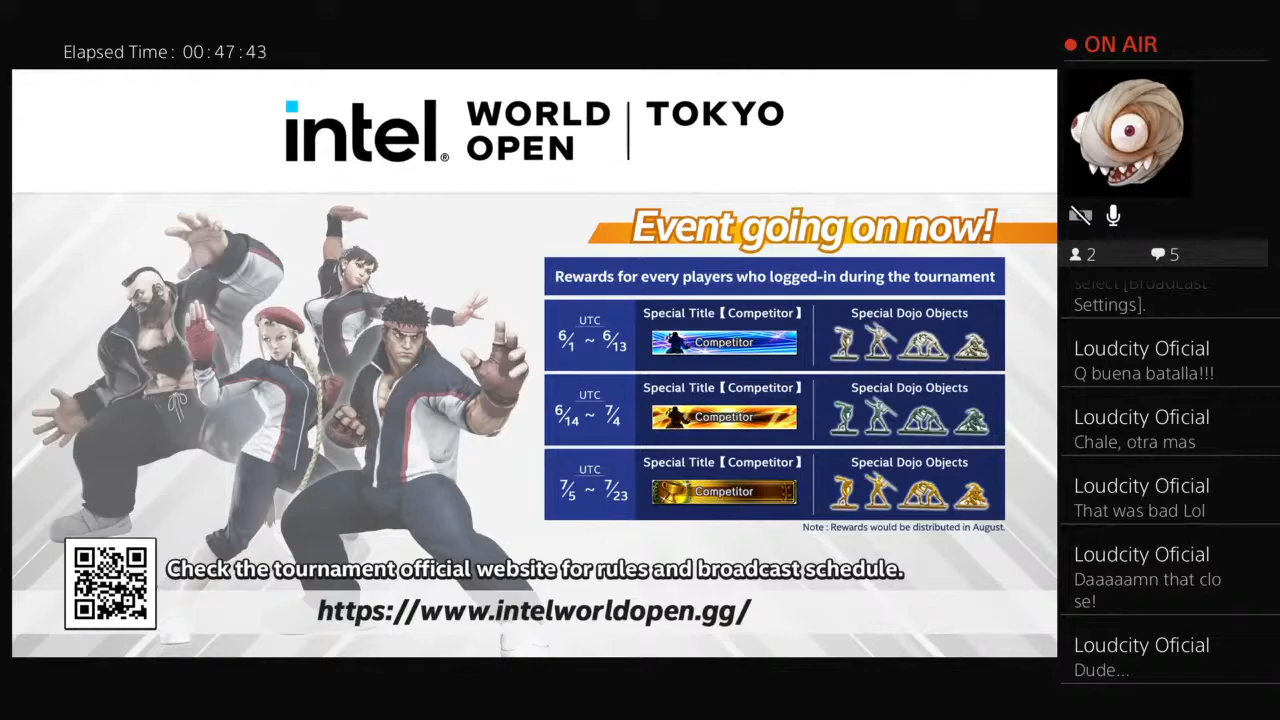 Elapsed Time: 00:47:43
ON AIR
intel® WORLD OPEN | TOKYO
Event going on now!
Rewards for every players who logged-in during the tournament
UTC
6/1 ~ 6/13
Special Title【Competitor】
Competitor
Special Dojo Objects
UTC
6/14 ~ 7/4
Special Title【Competitor】
Competitor
Special Dojo Objects
UTC
7/5 ~ 7/23
Special Title【Competitor】
Competitor
Special Dojo Objects
Note : Rewards would be distributed in August.
Check the tournament official website for rules and broadcast schedule.
https://www.intelworldopen.gg/
2
5
select [Broadcast
Settings].
Loudcity Oficial
Q buena batalla!!!
Loudcity Oficial
Chale, otra mas
Loudcity Oficial
That was bad Lol
Loudcity Oficial
Daaaaamn that clo
se!
Loudcity Oficial
Dude...